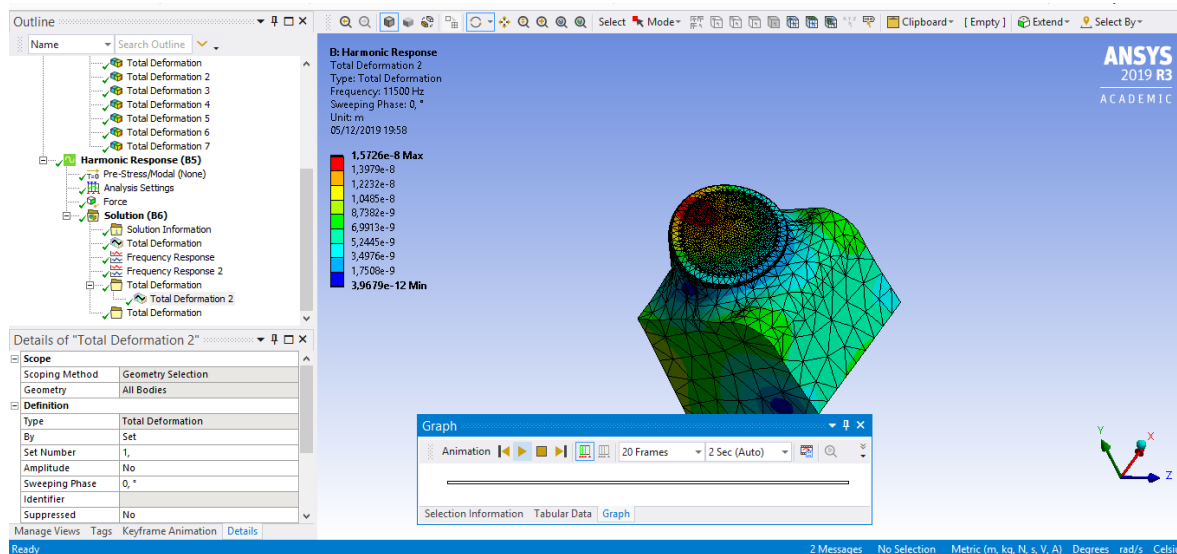 Outline
Name Search Outline
Total Deformation
Total Deformation 2
Total Deformation 3
Total Deformation 4
Total Deformation 5
Total Deformation 6
Total Deformation 7
Harmonic Response (B5)
T=0 Pre-Stress/Modal (None)
Analysis Settings
Force
Solution (B6)
Solution Information
Total Deformation
Frequency Response
Frequency Response 2
Total Deformation
Total Deformation 2
Total Deformation
Details of "Total Deformation 2"
Scope
Scoping Method Geometry Selection
Geometry All Bodies
Definition
Type Total Deformation
By Set
Set Number 1,
Amplitude No
Sweeping Phase 0, °
Identifier
Suppressed No
Manage Views Tags Keyframe Animation Details
Select Mode Clipboard [ Empty ] Extend Select By
B: Harmonic Response
Total Deformation 2
Type: Total Deformation
Frequency: 11500 Hz
Sweeping Phase: 0, °
Unit: m
05/12/2019 19:58
1,5726e-8 Max
1,3979e-8
1,2232e-8
1,0485e-8
8,7382e-9
6,9913e-9
5,2445e-9
3,4976e-9
1,7508e-9
3,9679e-12 Min
ANSYS
2019 R3
ACADEMIC
Graph
Animation 20 Frames 2 Sec (Auto)
Selection Information Tabular Data Graph
Y
X
Z
Ready 2 Messages No Selection Metric (m, kg, N, s, V, A) Degrees rad/s Celsi